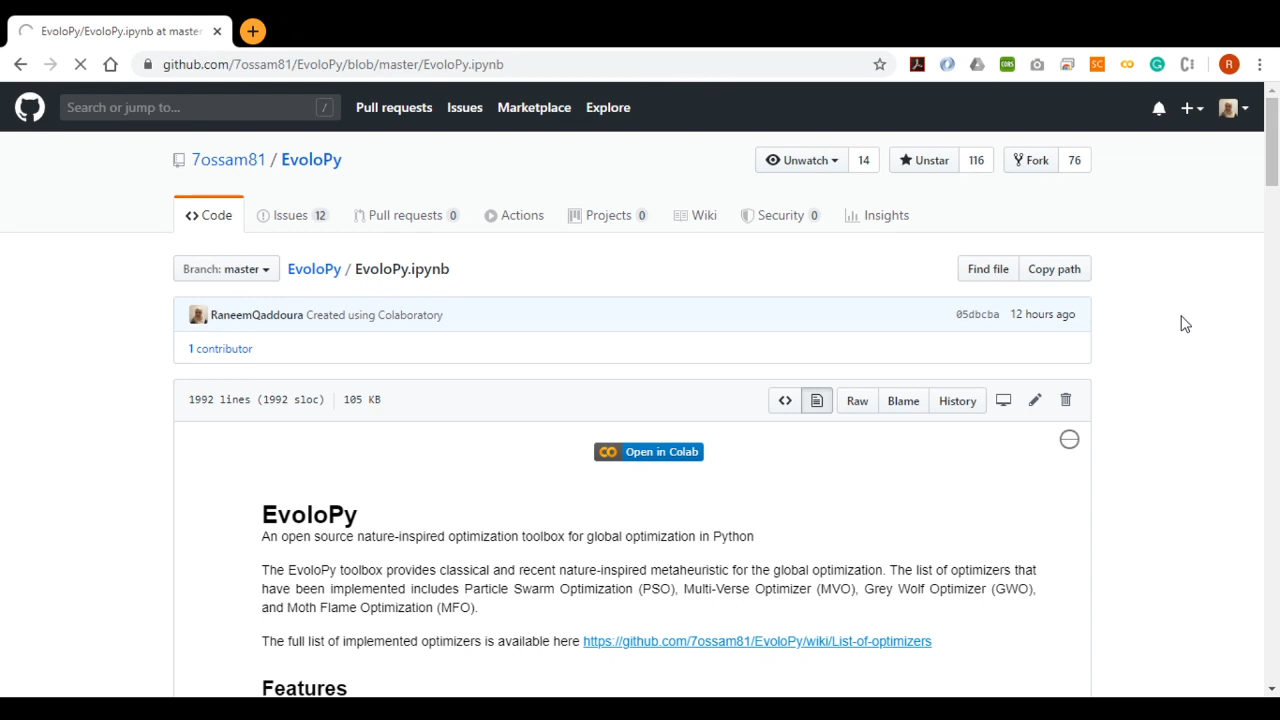 EvoloPy/EvoloPy.ipynb at master
github.com/7ossam81/EvoloPy/blob/master/EvoloPy.ipynb
CORS
SC
R
Search or jump to...
/
Pull requests Issues Marketplace Explore
7ossam81 / EvoloPy
Unwatch 14
Unstar 116
Fork 76
Code
Issues 12
Pull requests 0
Actions
Projects 0
Wiki
Security 0
Insights
Branch: master
EvoloPy / EvoloPy.ipynb
Find file Copy path
RaneemQaddoura Created using Colaboratory
05dbcba 12 hours ago
1 contributor
1992 lines (1992 sloc) 105 KB
Raw Blame History
Open in Colab
EvoloPy
An open source nature-inspired optimization toolbox for global optimization in Python
The EvoloPy toolbox provides classical and recent nature-inspired metaheuristic for the global optimization. The list of optimizers that
have been implemented includes Particle Swarm Optimization (PSO), Multi-Verse Optimizer (MVO), Grey Wolf Optimizer (GWO),
and Moth Flame Optimization (MFO).
The full list of implemented optimizers is available here https://github.com/7ossam81/EvoloPy/wiki/List-of-optimizers
Features